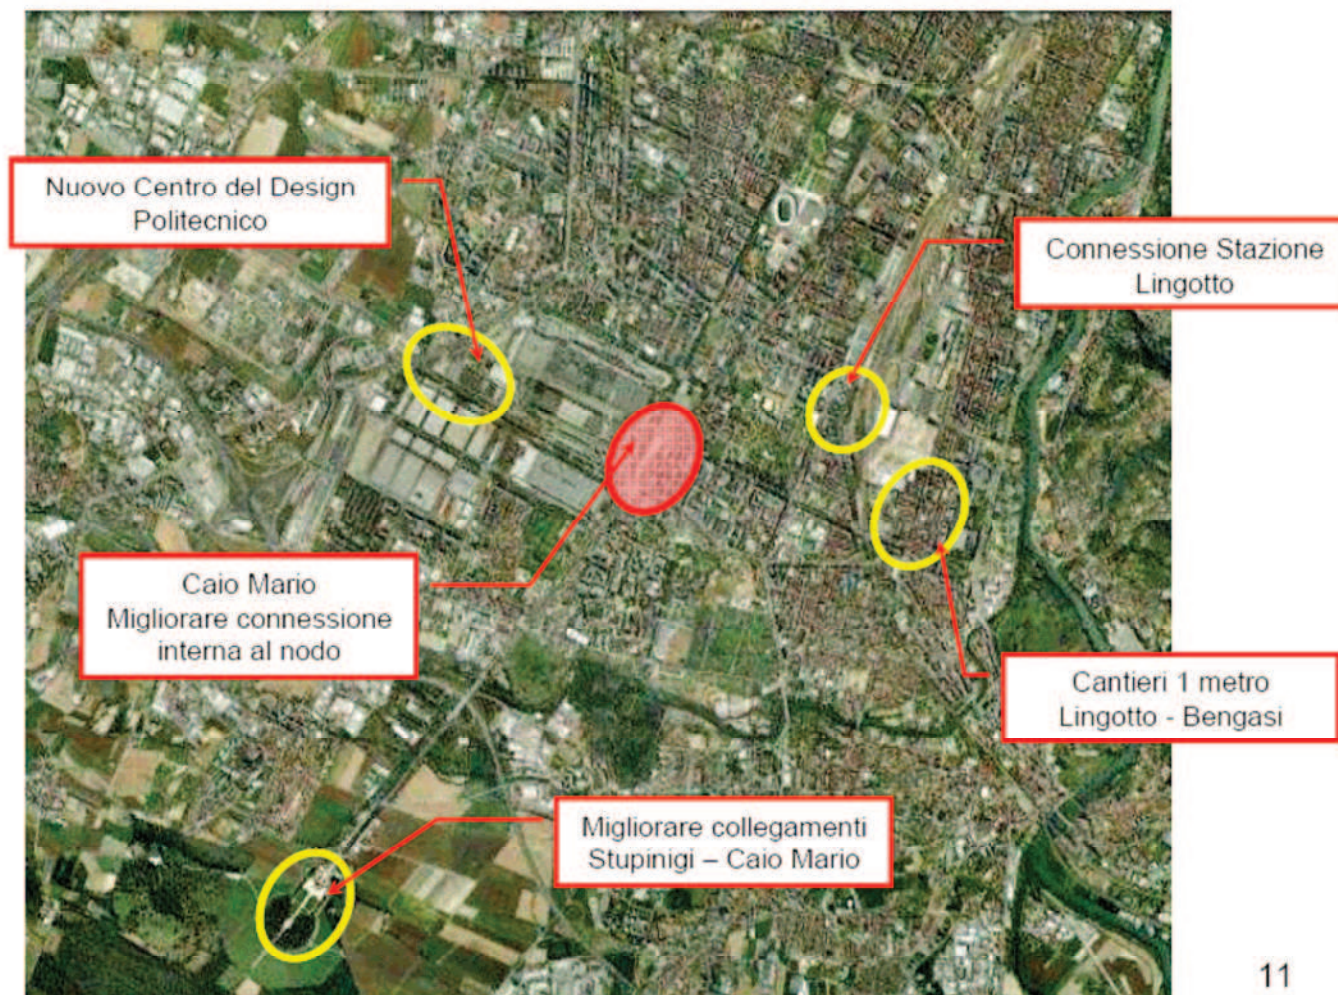 Nuovo Centro del Design
Politecnico
Connessione Stazione
Lingotto
Caio Mario
Migliorare connessione
interna al nodo
Cantieri 1 metro
Lingotto - Bengasi
Migliorare collegamenti
Stupinigi – Caio Mario
11